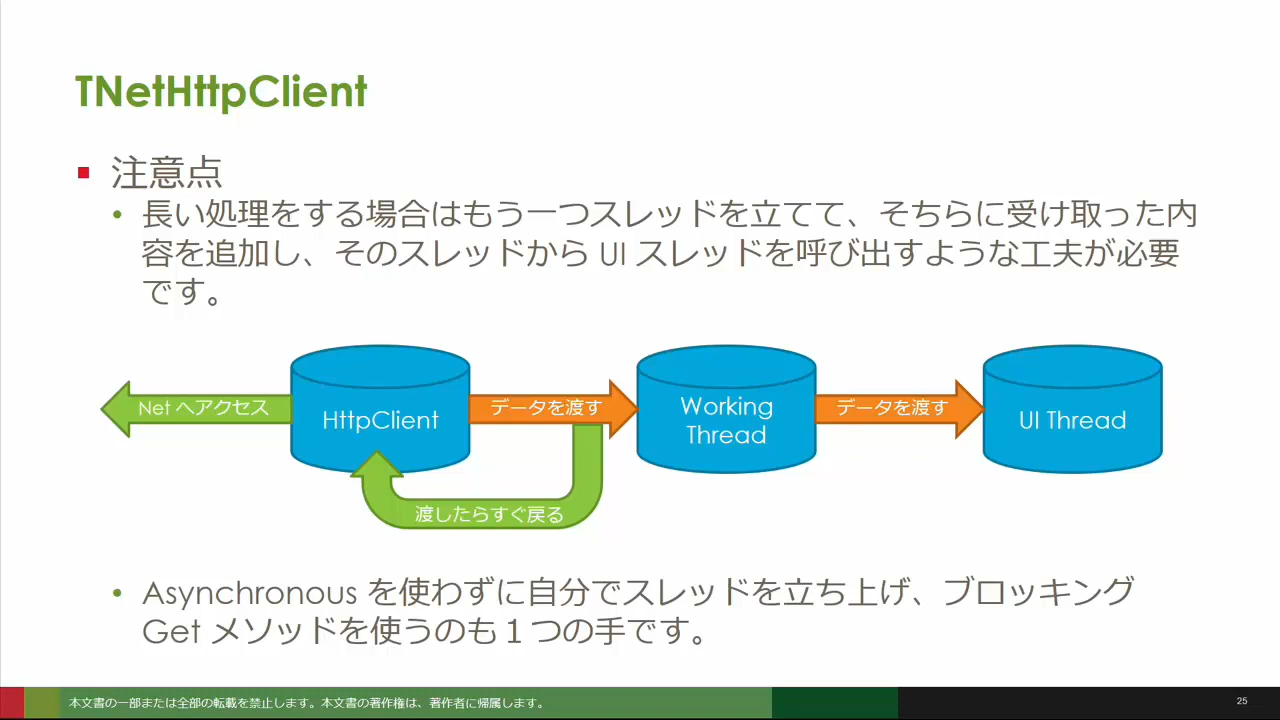 TNetHttpClient
注意点
長い処理をする場合はもう一つスレッドを立てて、そちらに受け取った内
容を追加し、そのスレッドから UI スレッドを呼び出すような工夫が必要
です。
Net へアクセス
HttpClient
データを渡す
Working
Thread
データを渡す
UI Thread
渡したらすぐ戻る
Asynchronous を使わずに自分でスレッドを立ち上げ、ブロッキング
Get メソッドを使うのも１つの手です。
本文書の一部または全部の転載を禁止します。本文書の著作権は、著作者に帰属します。
25